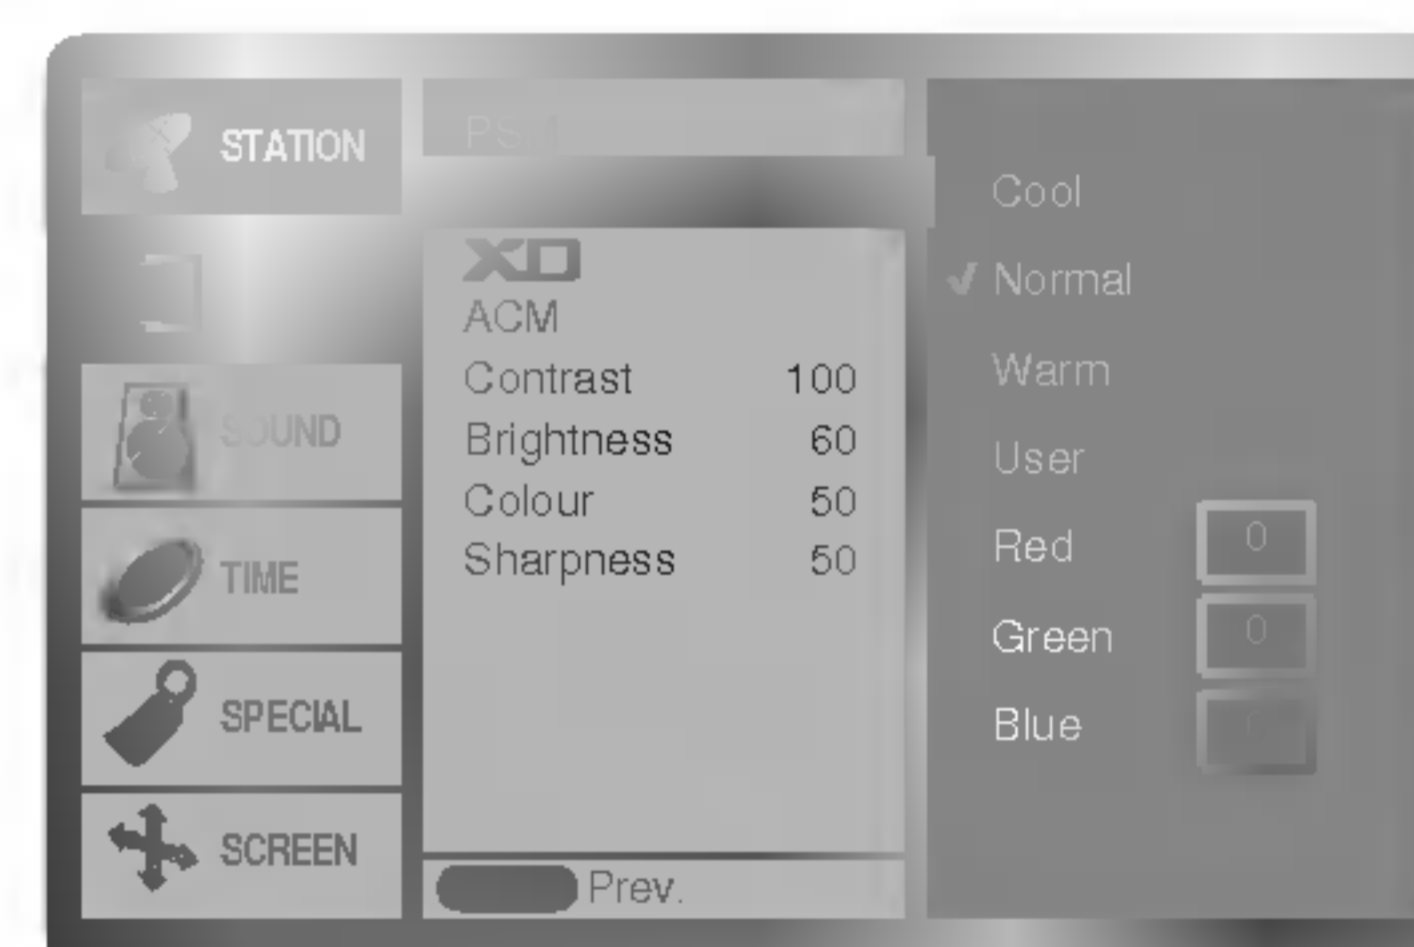 STATION
SOUND
TIME
SPECIAL
SCREEN
XD
ACM
Contrast 100
Brightness 60
Colour 50
Sharpness 50
Prev.
Cool
✓ Normal
Warm
User
Red 0
Green 0
Blue 0